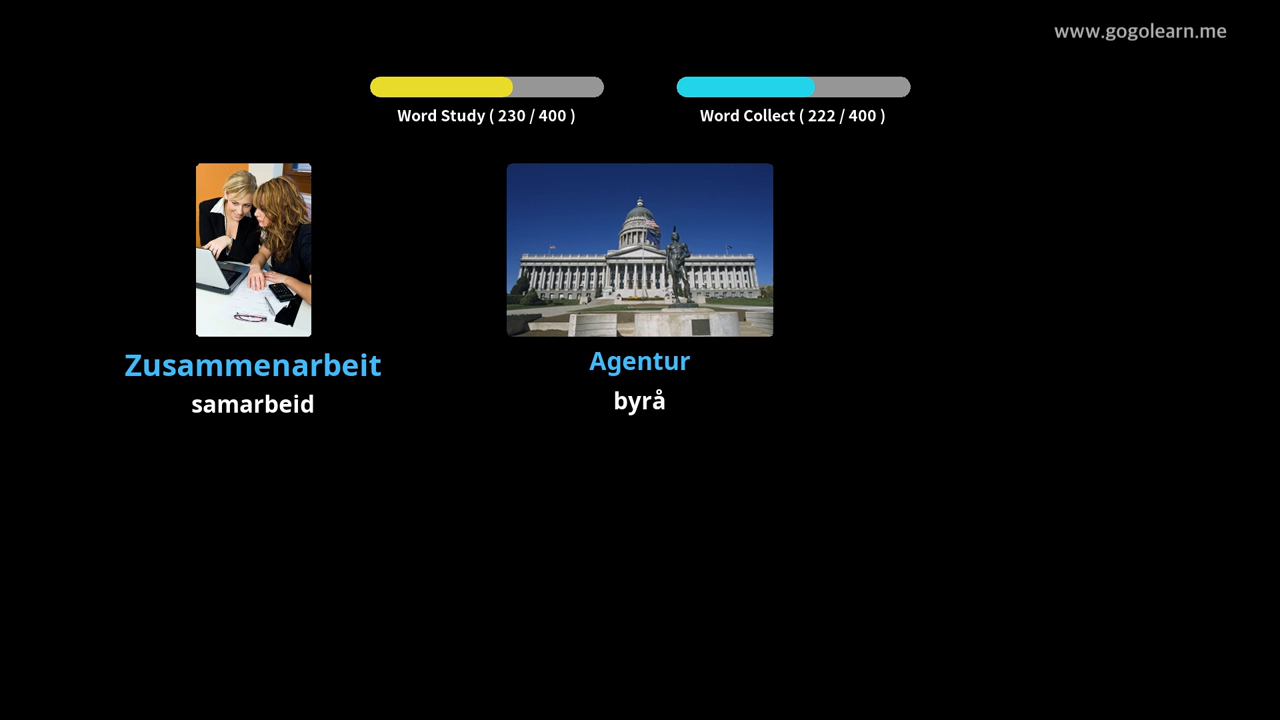 www.gogolearn.me
Word Study ( 230 / 400 )
Word Collect ( 222 / 400 )
Zusammenarbeit
samarbeid
Agentur
byrå